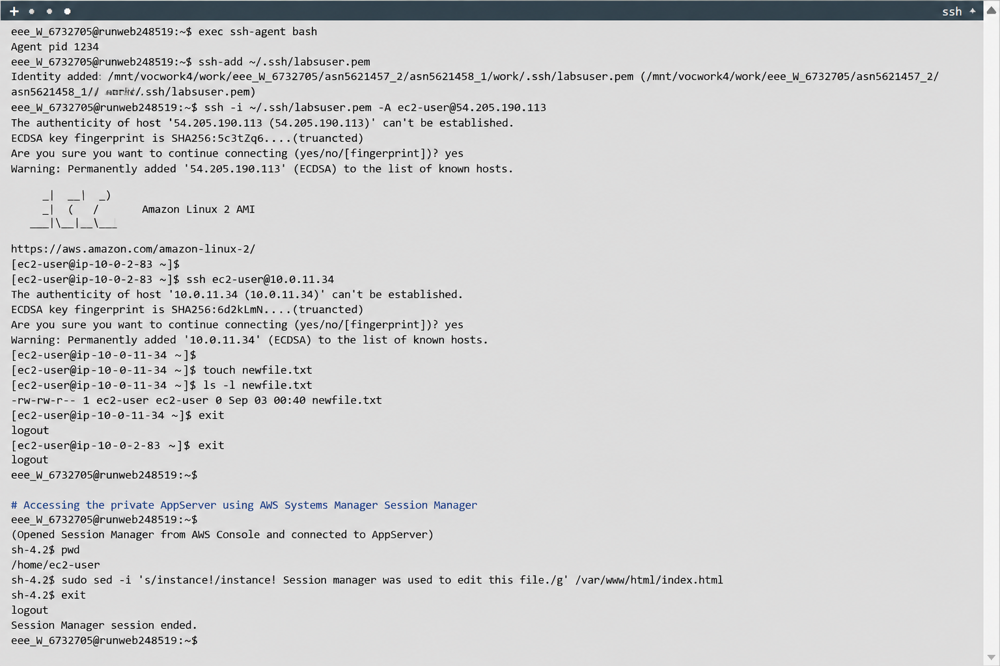 ssh
eee_W_6732705@runweb248519:~$ exec ssh-agent bash
Agent pid 1234
eee_W_6732705@runweb248519:~$ ssh-add ~/.ssh/labsuser.pem
Identity added: /mnt/vocwork4/work/eee_W_6732705/asn5621457_2/asn5621458_1/work/.ssh/labsuser.pem (/mnt/vocwork4/work/eee_W_6732705/asn5621457_2/
asn5621458_1/ /.ssh/labsuser.pem)
eee_W_6732705@runweb248519:~$ ssh -i ~/.ssh/labsuser.pem -A ec2-user@54.205.190.113
The authenticity of host '54.205.190.113 (54.205.190.113)' can't be established.
ECDSA key fingerprint is SHA256:5c3tZq6....(truancted)
Are you sure you want to continue connecting (yes/no/[fingerprint])? yes
Warning: Permanently added '54.205.190.113' (ECDSA) to the list of known hosts.
_|  __|  _)
_|  (   /      Amazon Linux 2 AMI
___|\__|__\___
https://aws.amazon.com/amazon-linux-2/
[ec2-user@ip-10-0-2-83 ~]$
[ec2-user@ip-10-0-2-83 ~]$ ssh ec2-user@10.0.11.34
The authenticity of host '10.0.11.34 (10.0.11.34)' can't be established.
ECDSA key fingerprint is SHA256:6d2kLmN....(truancted)
Are you sure you want to continue connecting (yes/no/[fingerprint])? yes
Warning: Permanently added '10.0.11.34' (ECDSA) to the list of known hosts.
[ec2-user@ip-10-0-11-34 ~]$
[ec2-user@ip-10-0-11-34 ~]$ touch newfile.txt
[ec2-user@ip-10-0-11-34 ~]$ ls -l newfile.txt
-rw-rw-r-- 1 ec2-user ec2-user 0 Sep 03 00:40 newfile.txt
[ec2-user@ip-10-0-11-34 ~]$ exit
logout
[ec2-user@ip-10-0-2-83 ~]$ exit
logout
eee_W_6732705@runweb248519:~$
# Accessing the private AppServer using AWS Systems Manager Session Manager
eee_W_6732705@runweb248519:~$
(Opened Session Manager from AWS Console and connected to AppServer)
sh-4.2$ pwd
/home/ec2-user
sh-4.2$ sudo sed -i 's/instance!/instance! Session manager was used to edit this file./g' /var/www/html/index.html
sh-4.2$ exit
logout
Session Manager session ended.
eee_W_6732705@runweb248519:~$